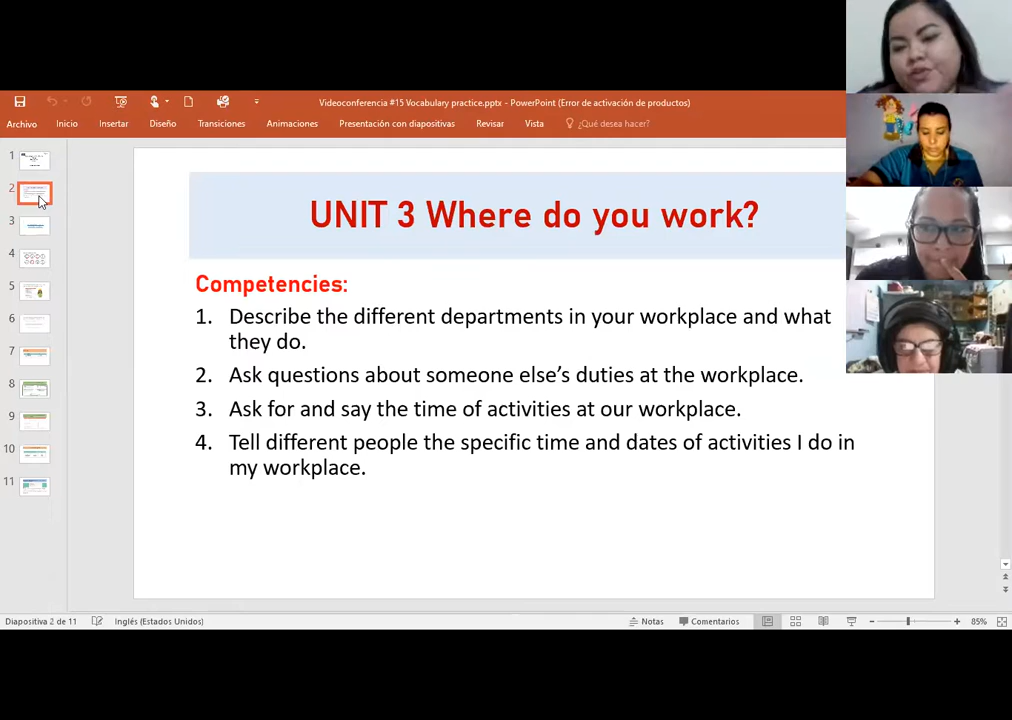 Videoconferencia #15 Vocabulary practice.pptx - PowerPoint (Error de activación de productos)
Archivo Inicio Insertar Diseño Transiciones Animaciones Presentación con diapositivas Revisar Vista ¿Qué desea hacer?
1
2
3
4
5
6
7
8
9
10
11
UNIT 3 Where do you work?
Competencies:
1. Describe the different departments in your workplace and what
they do.
2. Ask questions about someone else’s duties at the workplace.
3. Ask for and say the time of activities at our workplace.
4. Tell different people the specific time and dates of activities I do in
my workplace.
Diapositiva 2 de 11 Inglés (Estados Unidos) Notas Comentarios 85%